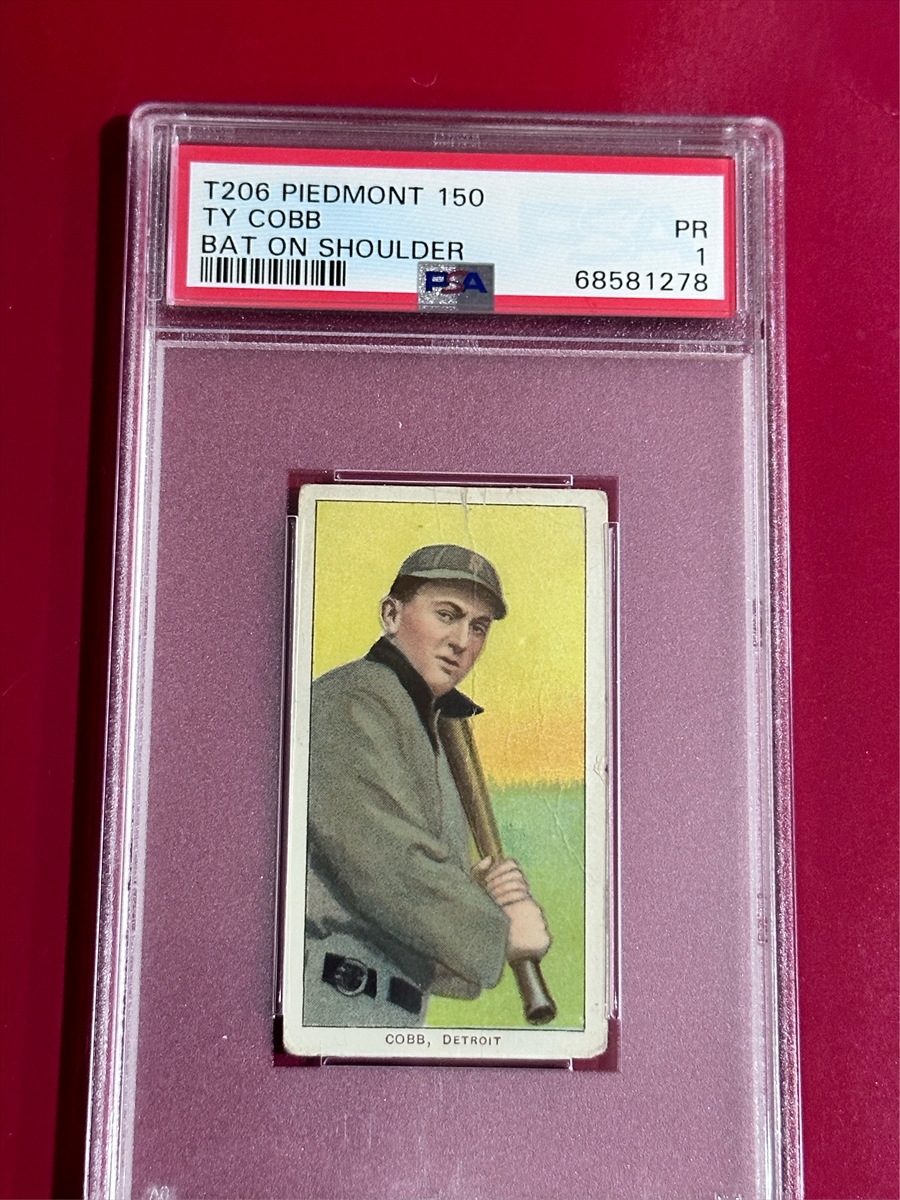 T206 PIEDMONT 150
TY COBB
PR
BAT ON SHOULDER
1
PSA
68581278
COBB, DETROIT